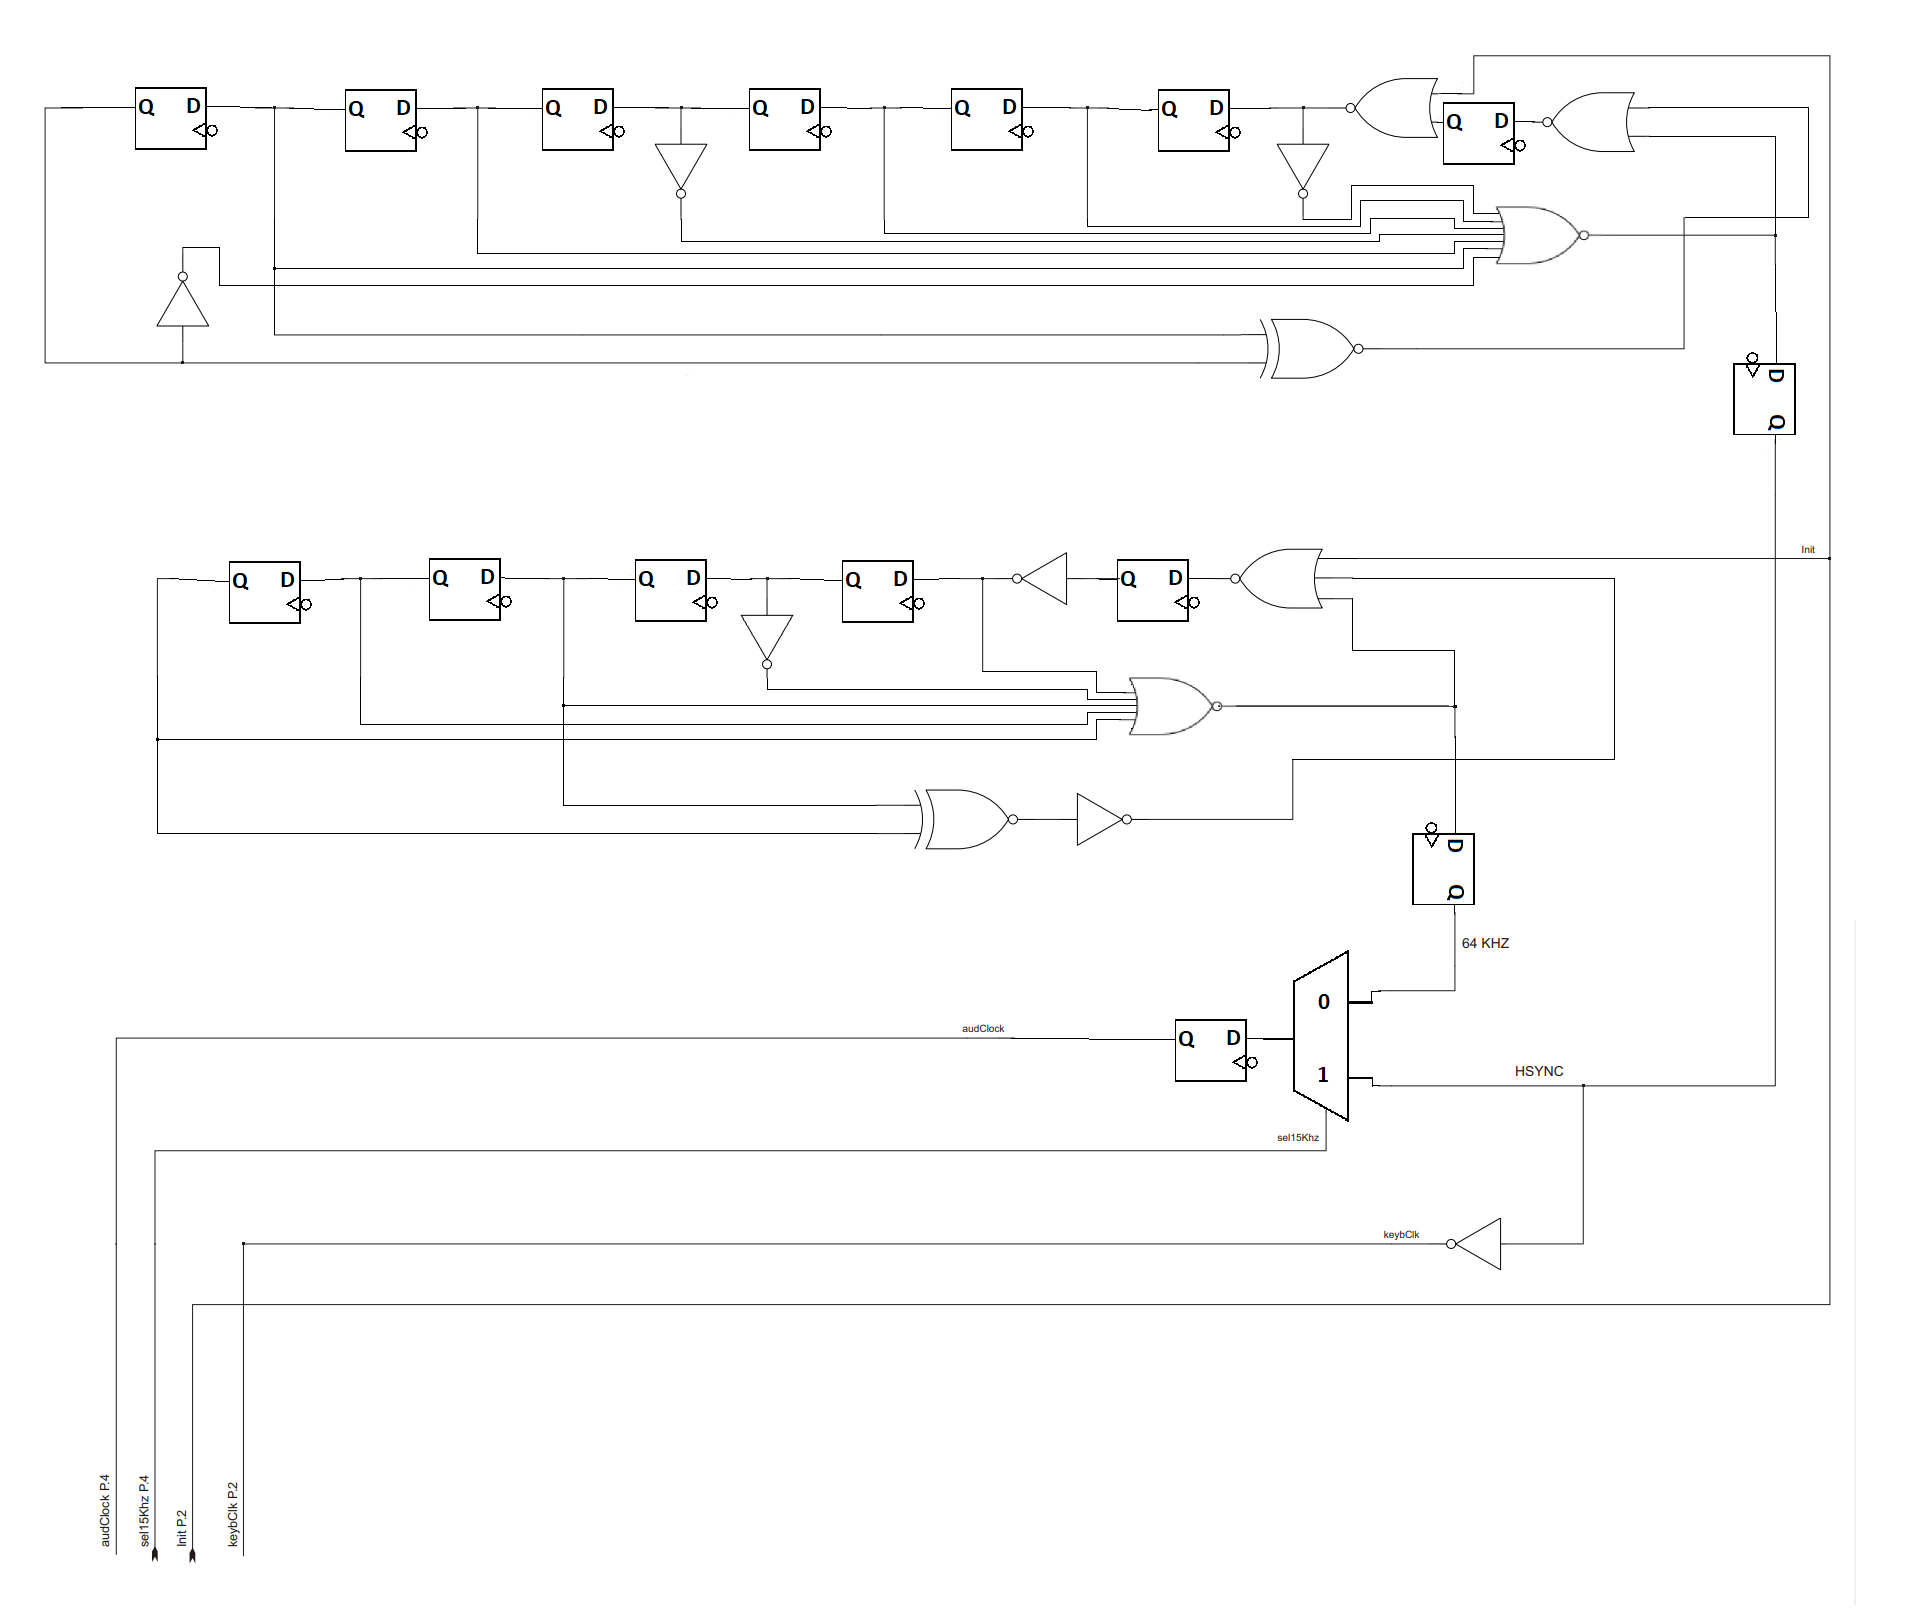 Q D Q D Q D Q D Q D Q D Q D
D
Q
Init
Q D Q D Q D Q D Q D
D
Q
64 KHZ
0
audClock
Q D
1
HSYNC
sel15Khz
keybClk
audClock P.4
sel15Khz P.4
Init P.2
keybClk P.2